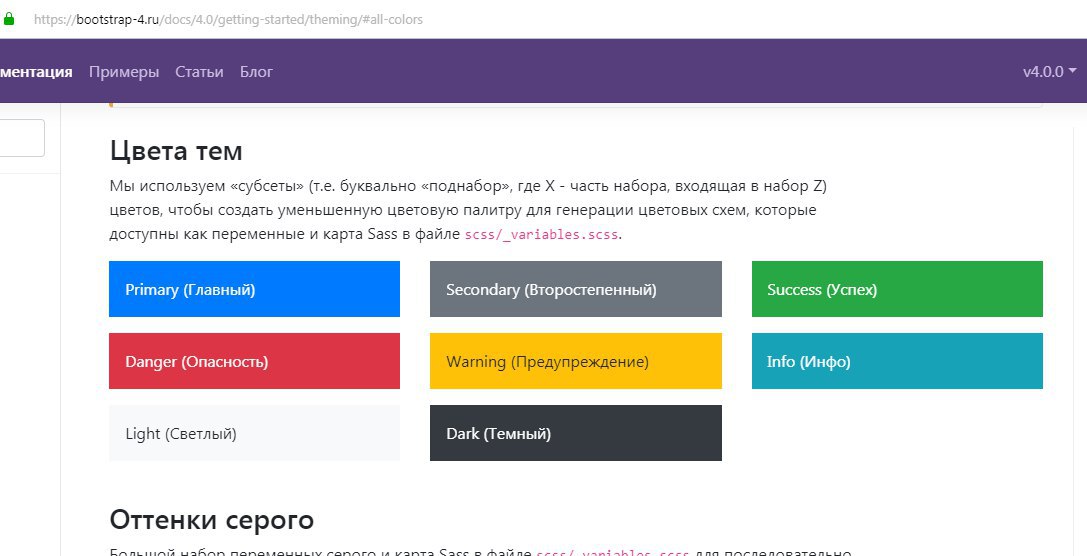 https://bootstrap-4.ru/docs/4.0/getting-started/theming/#all-colors
ментация Примеры Статьи Блог v4.0.0
Цвета тем
Мы используем «субсеты» (т.е. буквально «поднабор», где X - часть набора, входящая в набор Z)
цветов, чтобы создать уменьшенную цветовую палитру для генерации цветовых схем, которые
доступны как переменные и карта Sass в файле scss/_variables.scss.
Primary (Главный) Secondary (Второстепенный) Success (Успех)
Danger (Опасность) Warning (Предупреждение) Info (Инфо)
Light (Светлый) Dark (Темный)
Оттенки серого
Большой набор переменных серого и карта Sass в файле scss/_variables.scss для последовательно